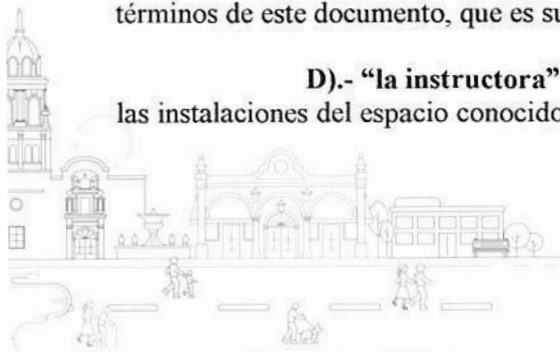 términos de este documento, que es su
D).- “la instructora”
las instalaciones del espacio conocido